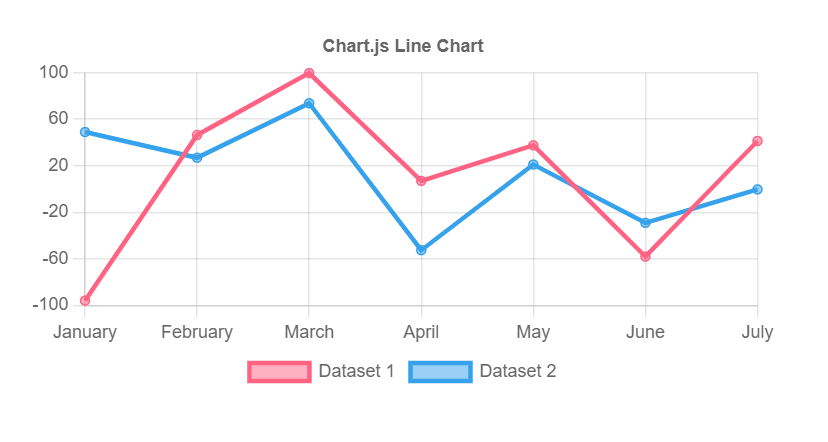 Chart.js Line Chart
100
60
20
-20
-60
-100
January February March April May June July
Dataset 1 Dataset 2